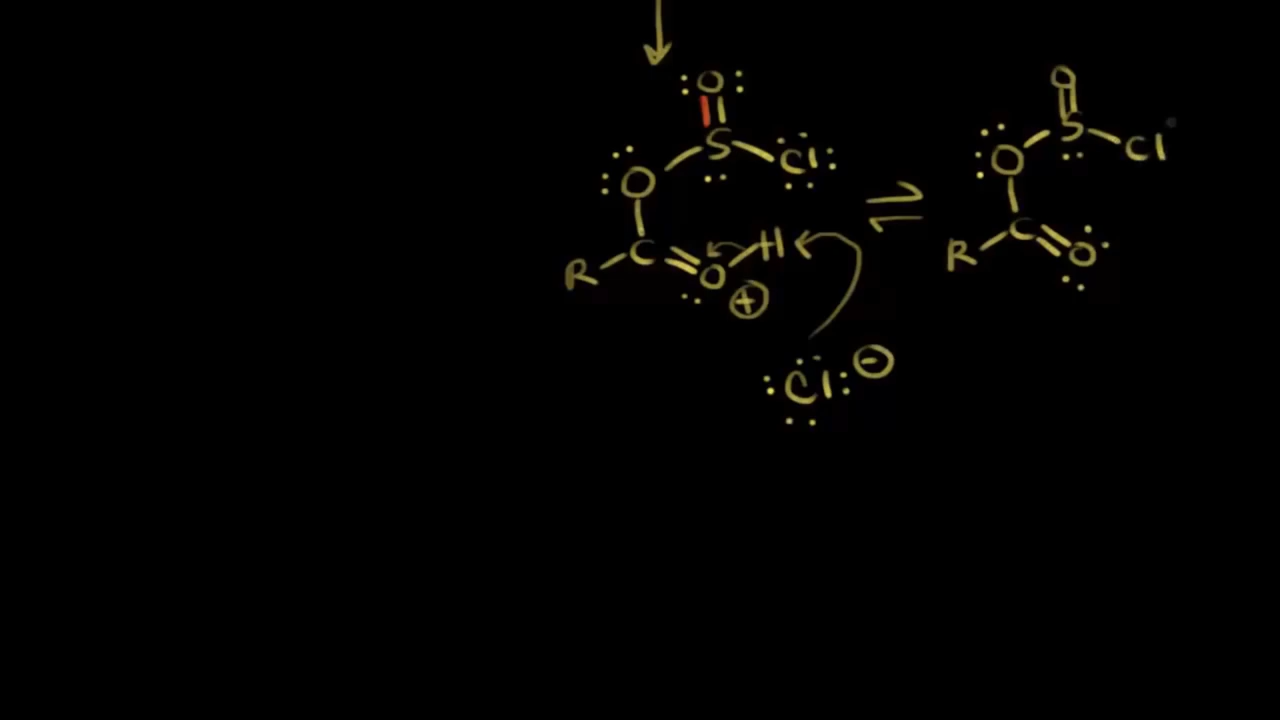 :O: O
S Cl: S Cl
:O :O
H
R C O R C O
+
:Cl: -